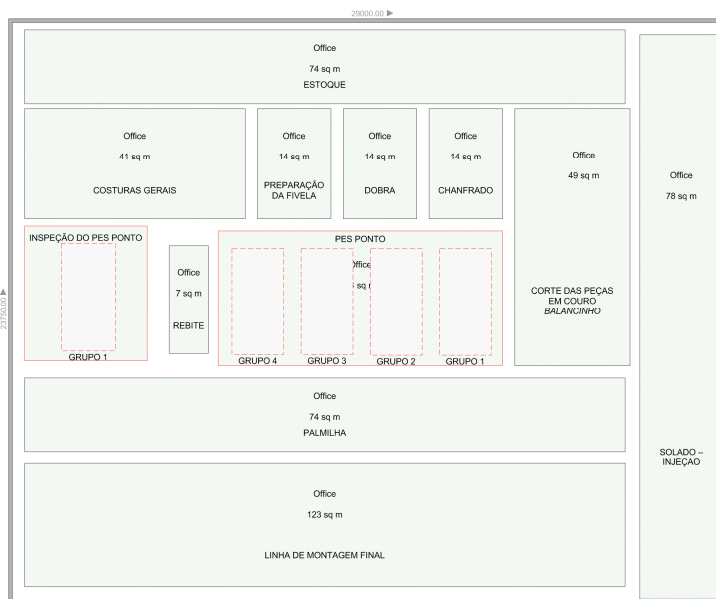 29000.00
Office
74 sq m
ESTOQUE
Office
41 sq m
COSTURAS GERAIS
Office
14 sq m
PREPARAÇÃO
DA FIVELA
Office
14 sq m
DOBRA
Office
14 sq m
CHANFRADO
Office
49 sq m
CORTE DAS PEÇAS
EM COURO
BALANCINHO
Office
78 sq m
SOLADO –
INJEÇAO
INSPEÇÃO DO PES PONTO
GRUPO 1
Office
7 sq m
REBITE
PES PONTO
Office
sq
GRUPO 4
GRUPO 3
GRUPO 2
GRUPO 1
23750.00
Office
74 sq m
PALMILHA
Office
123 sq m
LINHA DE MONTAGEM FINAL